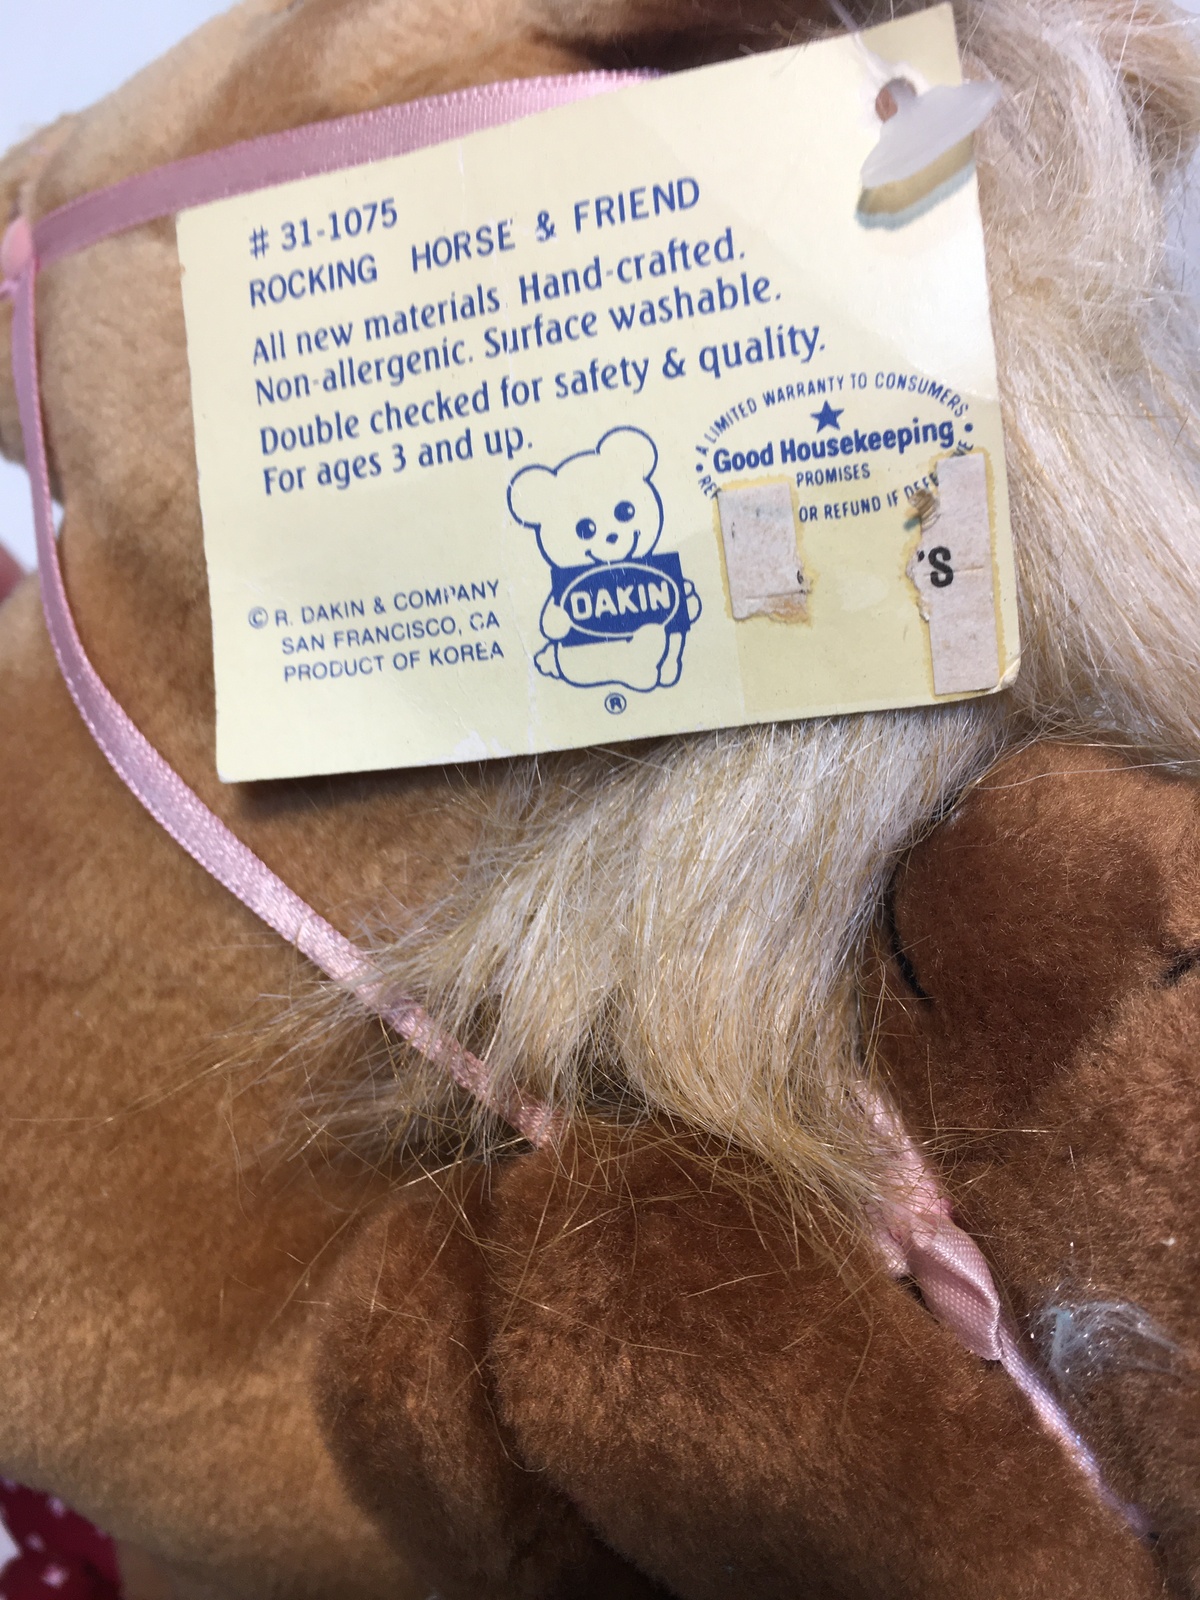 # 31-1075
ROCKING HORSE & FRIEND
All new materials Hand-crafted.
Non-allergenic. Surface washable.
Double checked for safety & quality.
For ages 3 and up.
A LIMITED WARRANTY TO CONSUMERS
Good Housekeeping
PROMISES
OR REFUND IF
'S
© R. DAKIN & COMPANY
SAN FRANCISCO, CA
PRODUCT OF KOREA
DAKIN
®